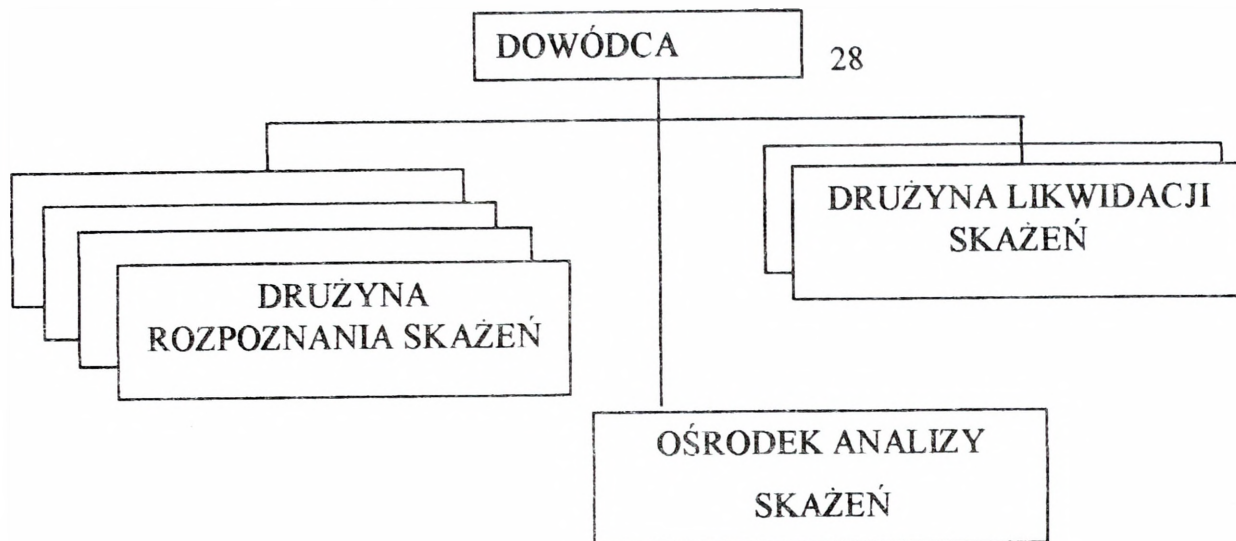 DOWÓDCA
28
DRUŻYNA LIKWIDACJI
SKAŻEŃ
DRUŻYNA
ROZPOZNANIA SKAŻEŃ
OŚRODEK ANALIZY
SKAŻEŃ